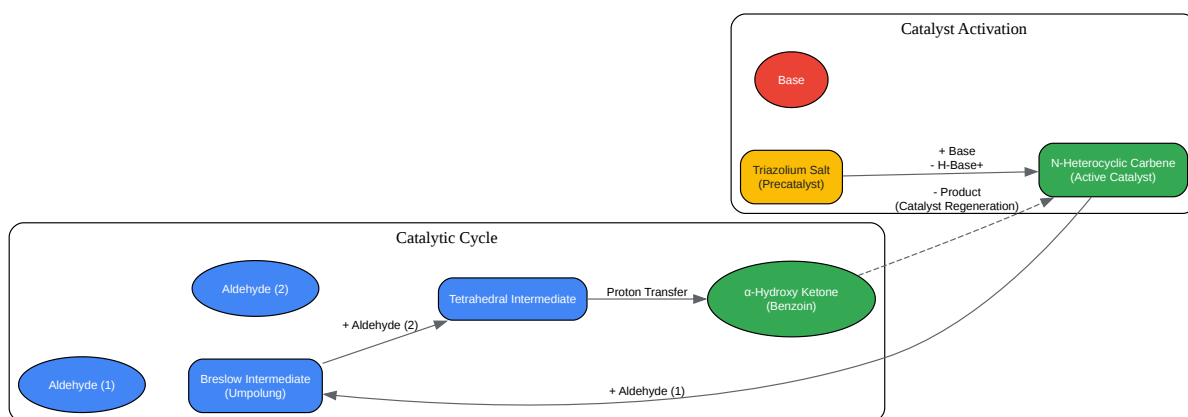 Catalyst Activation
Base
Triazolium Salt
(Precatalyst)
+ Base
- H-Base+
N-Heterocyclic Carbene
(Active Catalyst)
- Product
(Catalyst Regeneration)
Catalytic Cycle
Aldehyde (2)
Tetrahedral Intermediate
Proton Transfer
α-Hydroxy Ketone
(Benzoin)
+ Aldehyde (2)
Aldehyde (1)
Breslow Intermediate
(Umpolung)
+ Aldehyde (1)